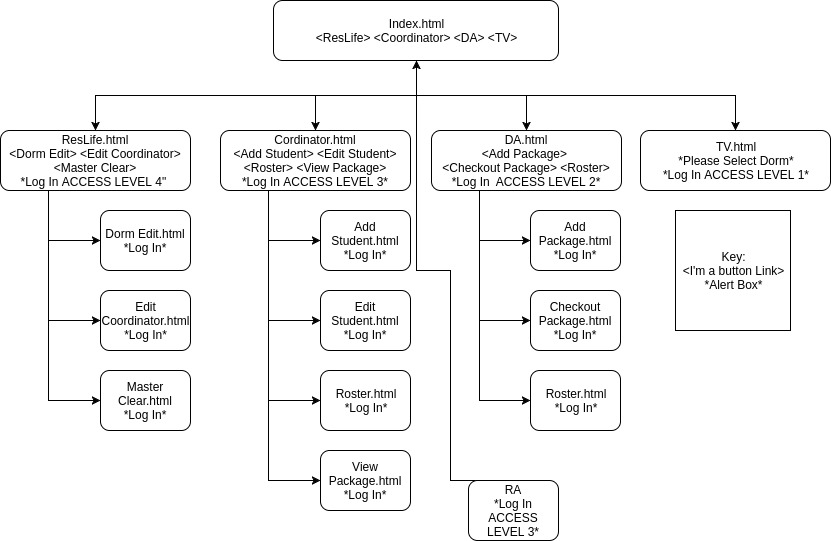 Index.html
<ResLife> <Coordinator> <DA> <TV>
ResLife.html
<Dorm Edit> <Edit Coordinator>
<Master Clear>
*Log In ACCESS LEVEL 4"
Cordinator.html
<Add Student> <Edit Student>
<Roster> <View Package>
*Log In ACCESS LEVEL 3*
DA.html
<Add Package>
<Checkout Package> <Roster>
*Log In  ACCESS LEVEL 2*
TV.html
*Please Select Dorm*
*Log In ACCESS LEVEL 1*
Dorm Edit.html
*Log In*
Edit
Coordinator.html
*Log In*
Master
Clear.html
*Log In*
Add
Student.html
*Log In*
Edit
Student.html
*Log In*
Roster.html
*Log In*
View
Package.html
*Log In*
Add
Package.html
*Log In*
Checkout
Package.html
*Log In*
Roster.html
*Log In*
RA
*Log In
ACCESS
LEVEL 3*
Key:
<I'm a button Link>
*Alert Box*